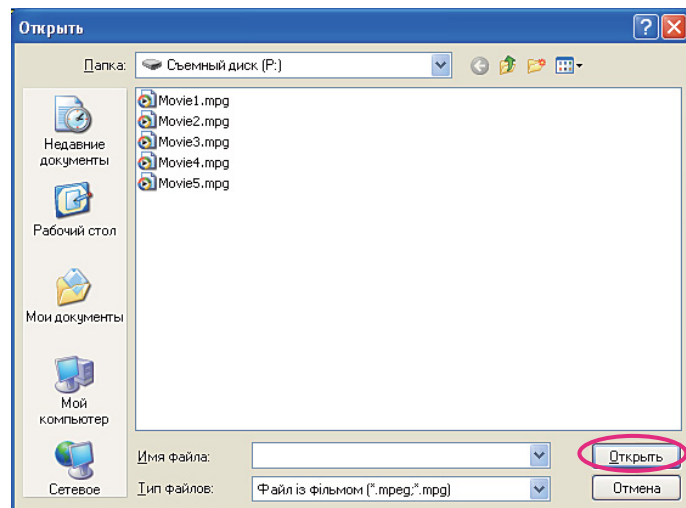 Открыть
Папка: Съемный диск (P:)
Movie1.mpg
Movie2.mpg
Movie3.mpg
Movie4.mpg
Movie5.mpg
Недавние
документы
Рабочий стол
Мои документы
Мой
компьютер
Сетевое
Имя файла:
Открыть
Тип файлов: Файл із фільмом (*.mpeg;*.mpg)
Отмена